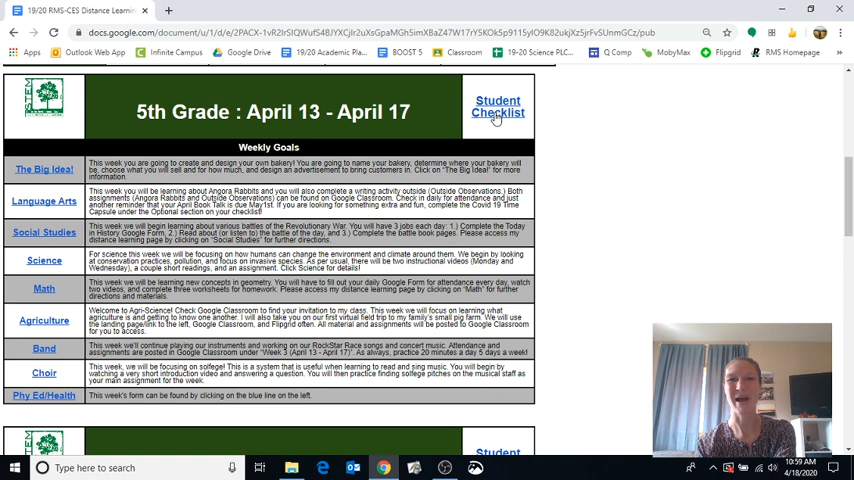 19/20 RMS-CES Distance Learnin
docs.google.com/document/u/1/d/e/2PACX-1vR2lrSIQWufS4BJYXCjlr2uXsGpaMGh5imXBaZ47W17rY5KOk5p9115ylO9K82ukjXz5jrFvSUnmGCz/pub
Apps
Outlook Web App
Infinite Campus
Google Drive
19/20 Academic Pla...
BOOST 5
Classroom
19-20 Science PLC...
Q Comp
MobyMax
Flipgrid
RMS Homepage
STEM
5th Grade : April 13 - April 17
Student
Checklist
Weekly Goals
The Big Idea!
This week you are going to create and design your own bakery! You are going to name your bakery, determine where your bakery will
be, choose what you will sell and for how much, and design an advertisement to bring customers in. Click on "The Big Idea!" for more
information.
Language Arts
This week you will be learning about Angora Rabbits and you will also complete a writing activity outside (Outside Observations.) Both
assignments (Angora Rabbits and Outside Observations) can be found on Google Classroom. Check in daily for attendance and just
another reminder that your April Book Talk is due May1st. If you are looking for something extra and fun, complete the Covid 19 Time
Capsule under the Optional section on your checklist!
Social Studies
This week we will begin learning about various battles of the Revolutionary War. You will have 3 jobs each day: 1.) Complete the Today
in History Google Form, 2.) Read about (or listen to) the battle of the day, and 3.) Complete the battle book pages. Please access my
distance learning page by clicking on "Social Studies" for further directions.
Science
For science this week we will be focusing on how humans can change the environment and climate around them. We begin by looking
at conservation practices, pollution, and focus on invasive species. As per usual, there will be two instructional videos (Monday and
Wednesday), a couple short readings, and an assignment. Click Science for details!
Math
This week we will be learning new concepts in geometry. You will have to fill out your daily Google Form for attendance every day, watch
two videos, and complete three worksheets for homework. Please access my distance learning page by clicking on "Math" for further
directions and materials.
Agriculture
Welcome to Agri-Science! Check Google Classroom to find your invitation to my class. This week we will focus on learning what
agriculture is and getting to know one another. I will also take you on our first virtual field trip to my family's small pig farm. We will use
the landing page/link to the left, Google Classroom, and Flipgrid often. All material and assignments will be posted to Google Classroom
for you to access.
Band
This week we'll continue playing our instruments and working on our RockStar Race songs and concert music. Attendance and
assignments are posted in Google Classroom under "Week 3 (April 13 - April 17)". As always, practice 20 minutes a day 5 days a week!
Choir
This week, we will be focusing on solfege! This is a system that is useful when learning to read and sing music. You will begin by
watching a very short introduction video and answering a question. You will then practice finding solfege pitches on the musical staff as
your main assignment for the week.
Phy Ed/Health
This week's form can be found by clicking on the blue line on the left.
STEM
Student
Type here to search
10:59 AM
4/18/2020